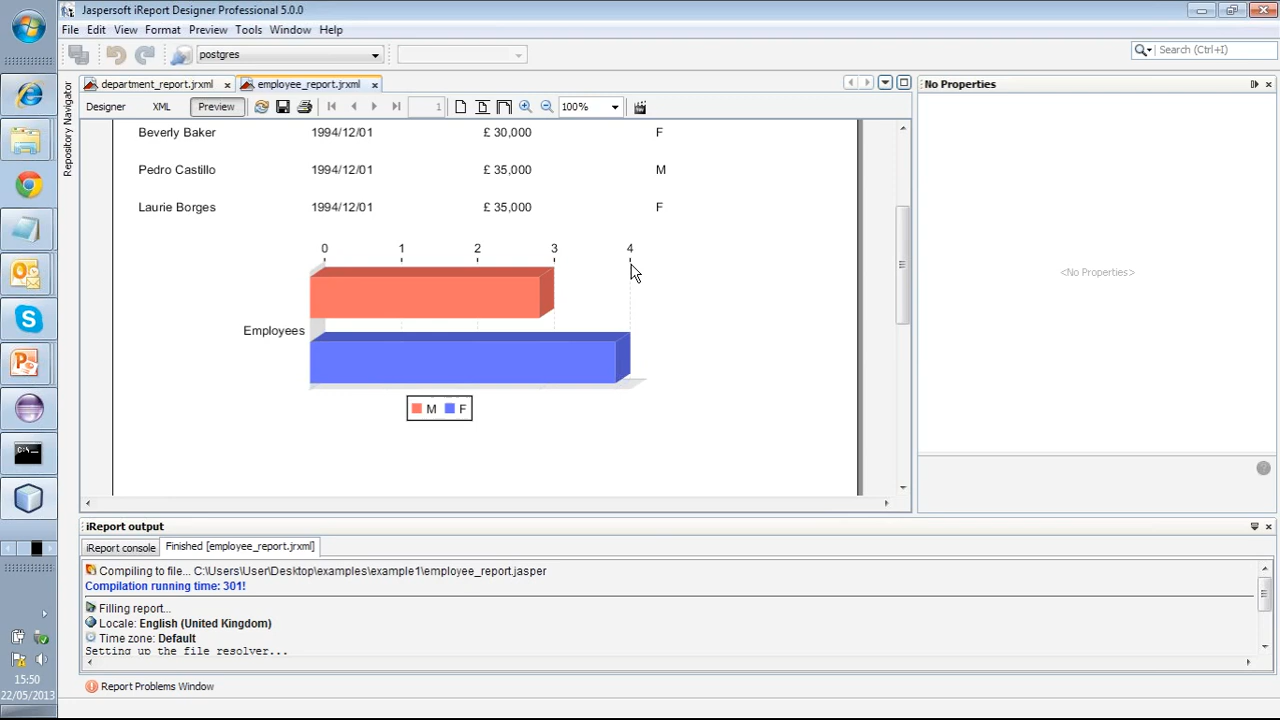 Jaspersoft iReport Designer Professional 5.0.0
File Edit View Format Preview Tools Window Help
postgres
Search (Ctrl+I)
department_report.jrxml
employee_report.jrxml
No Properties
Designer XML Preview 1 100%
Repository Navigator
Beverly Baker 1994/12/01 £ 30,000 F
Pedro Castillo 1994/12/01 £ 35,000 M
Laurie Borges 1994/12/01 £ 35,000 F
0 1 2 3 4
Employees
M F
<No Properties>
iReport output
iReport console Finished [employee_report.jrxml]
Compiling to file... C:\Users\User\Desktop\examples\example1\employee_report.jasper
Compilation running time: 301!
Filling report...
Locale: English (United Kingdom)
Time zone: Default
Setting up the file resolver...
Report Problems Window
C:\.
15:50
22/05/2013